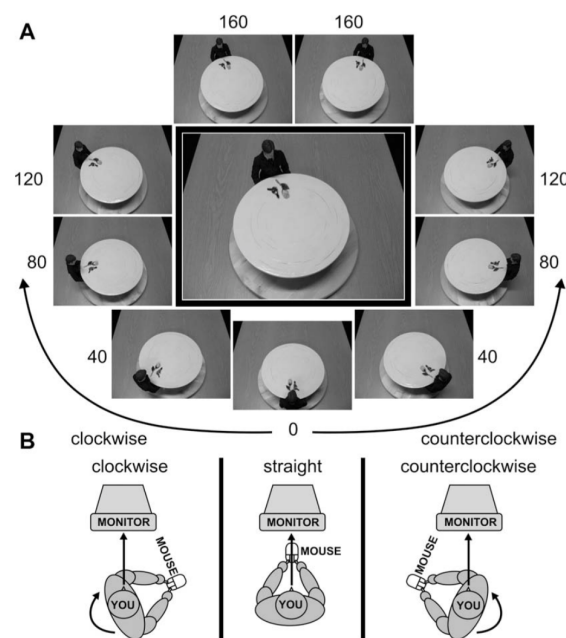 160 160
A
120 120
80 80
40 40
0
clockwise counterclockwise
B
clockwise straight counterclockwise
MONITOR MONITOR MONITOR
MOUSE MOUSE MOUSE
YOU YOU YOU